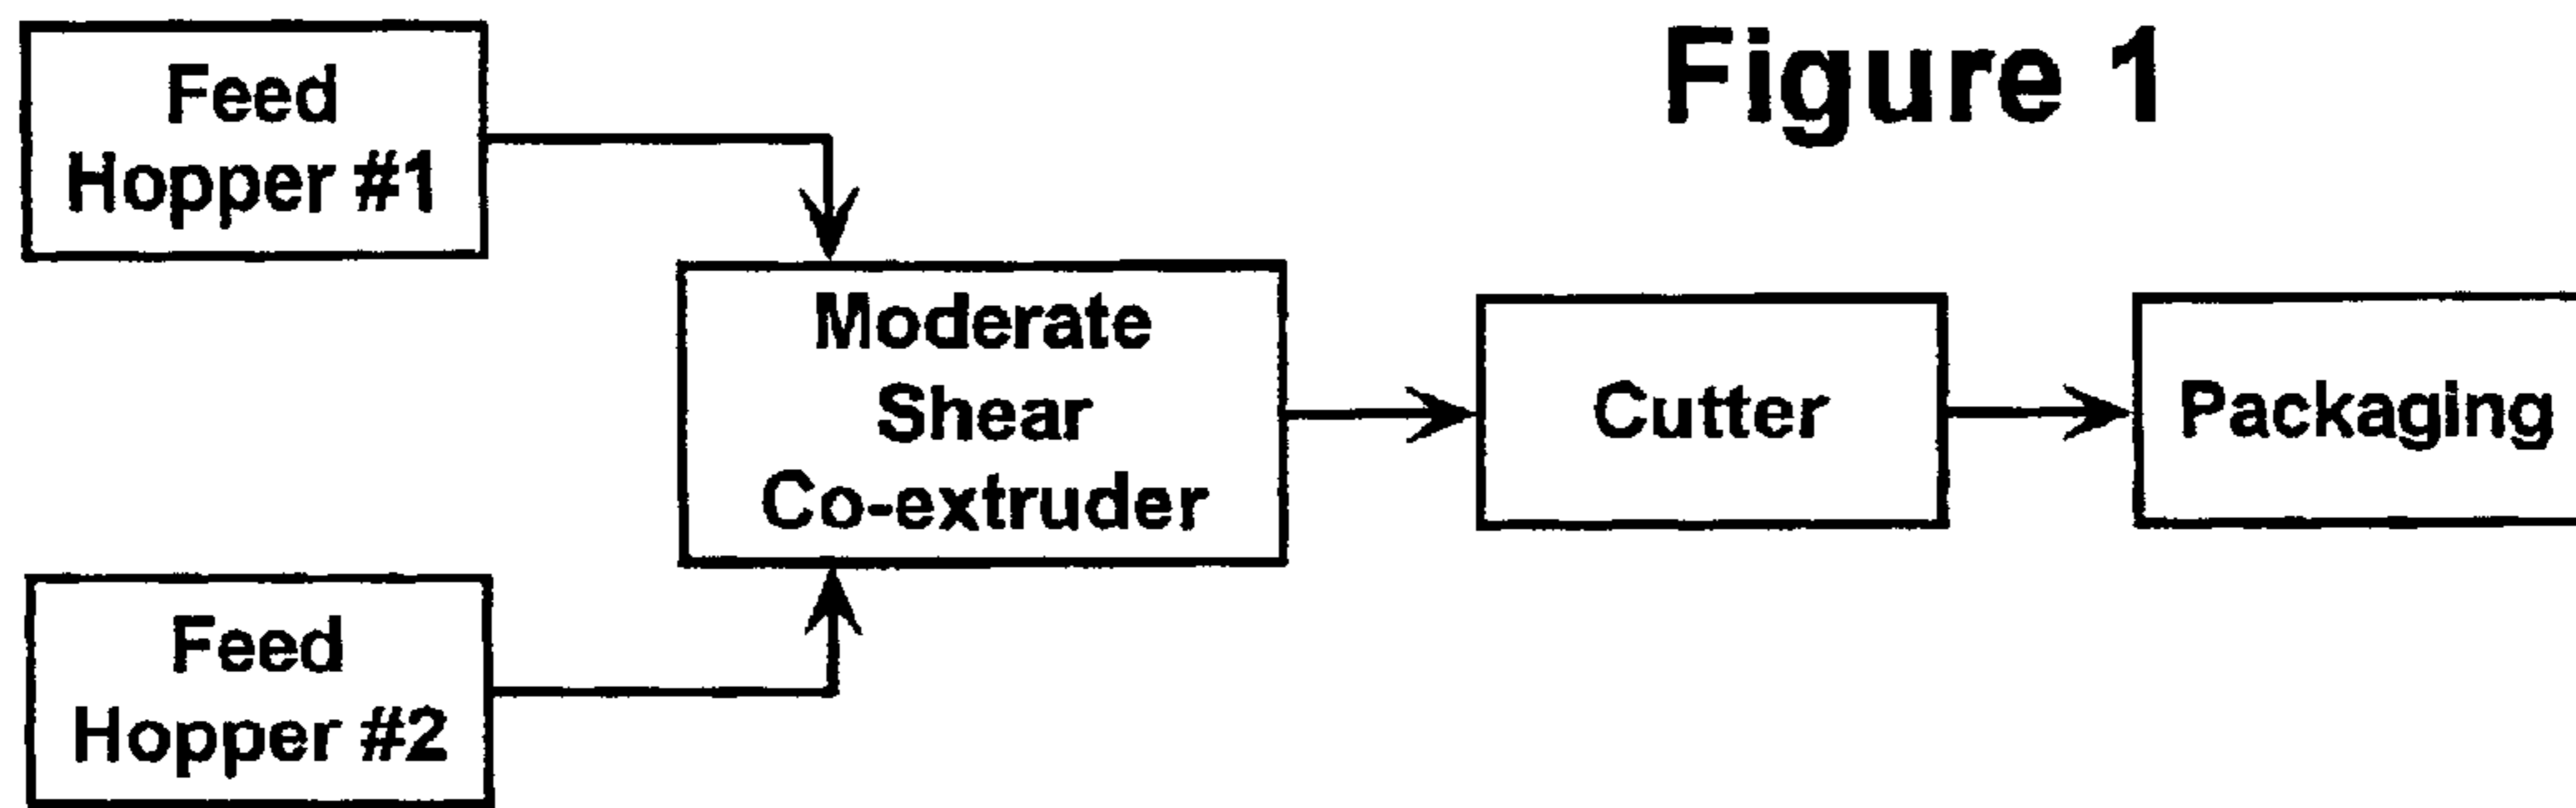 Figure 1
Feed
Hopper #1
Moderate
Shear
Co-extruder
Cutter
Packaging
Feed
Hopper #2